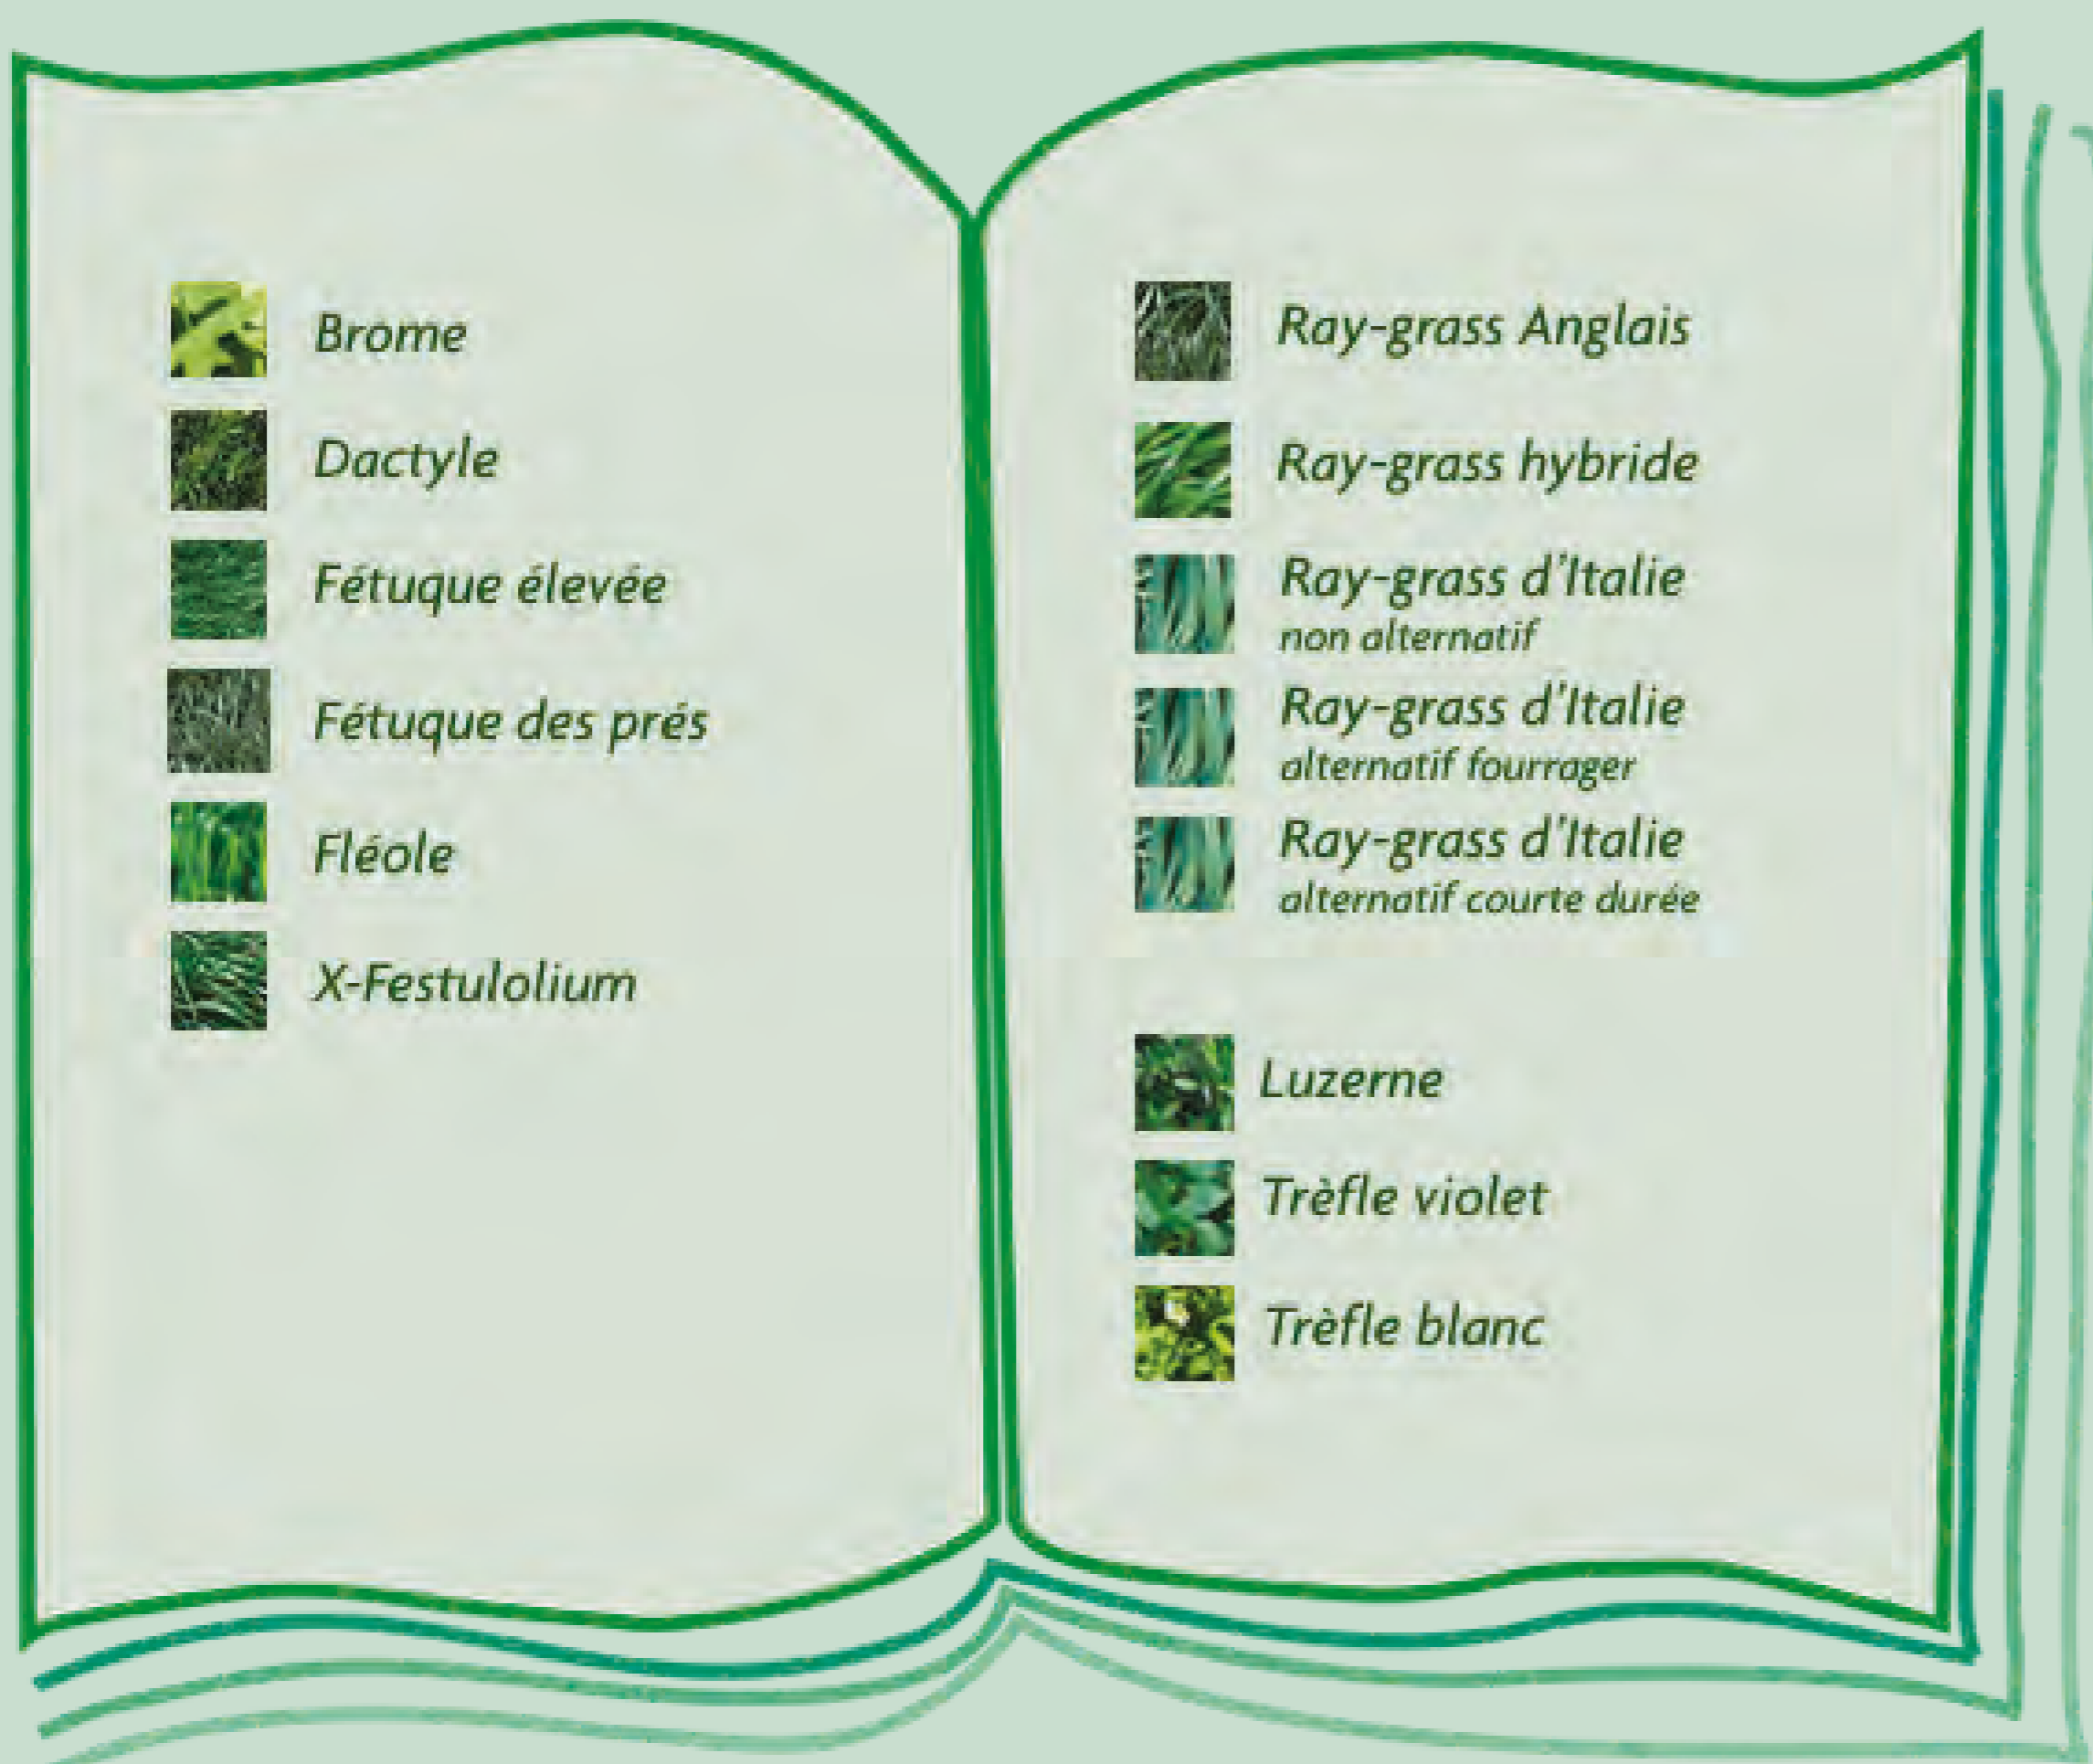 Brome
Dactyle
Fétuque élevée
Fétuque des prés
Fléole
X-Festulolium
Ray-grass Anglais
Ray-grass hybride
Ray-grass d'Italie
non alternatif
Ray-grass d'Italie
alternatif fourrager
Ray-grass d'Italie
alternatif courte durée
Luzerne
Trèfle violet
Trèfle blanc